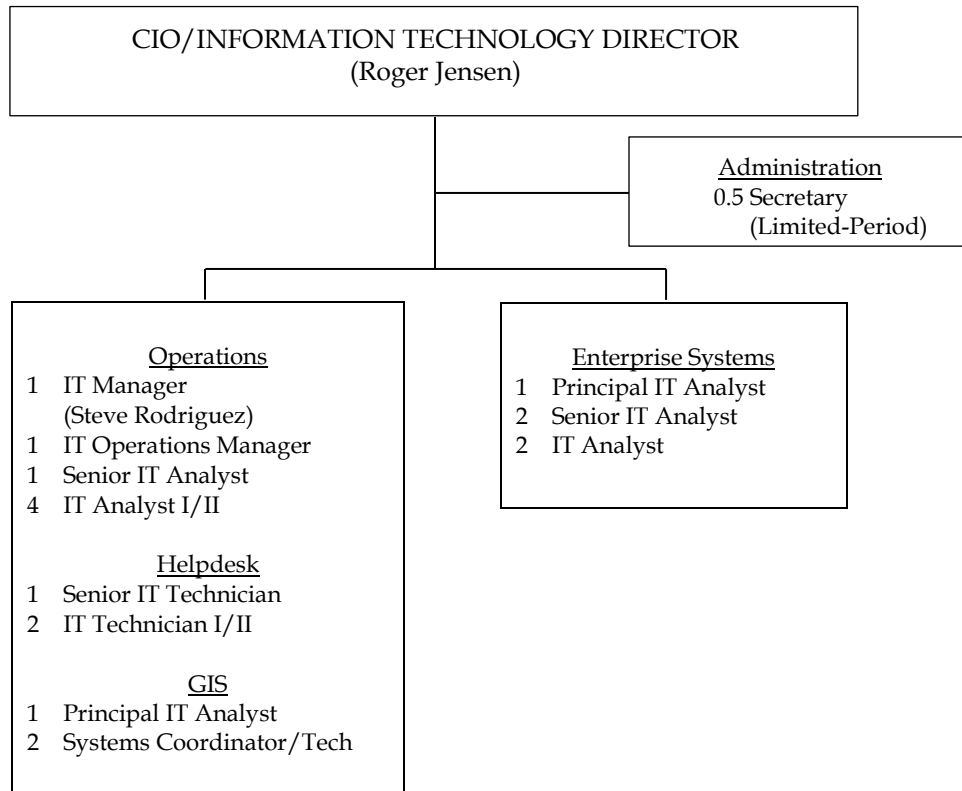 CIO/INFORMATION TECHNOLOGY DIRECTOR
(Roger Jensen)
Administration
0.5 Secretary
(Limited-Period)
Operations
1 IT Manager
(Steve Rodriguez)
1 IT Operations Manager
1 Senior IT Analyst
4 IT Analyst I/II
Helpdesk
1 Senior IT Technician
2 IT Technician I/II
GIS
1 Principal IT Analyst
2 Systems Coordinator/Tech
Enterprise Systems
1 Principal IT Analyst
2 Senior IT Analyst
2 IT Analyst